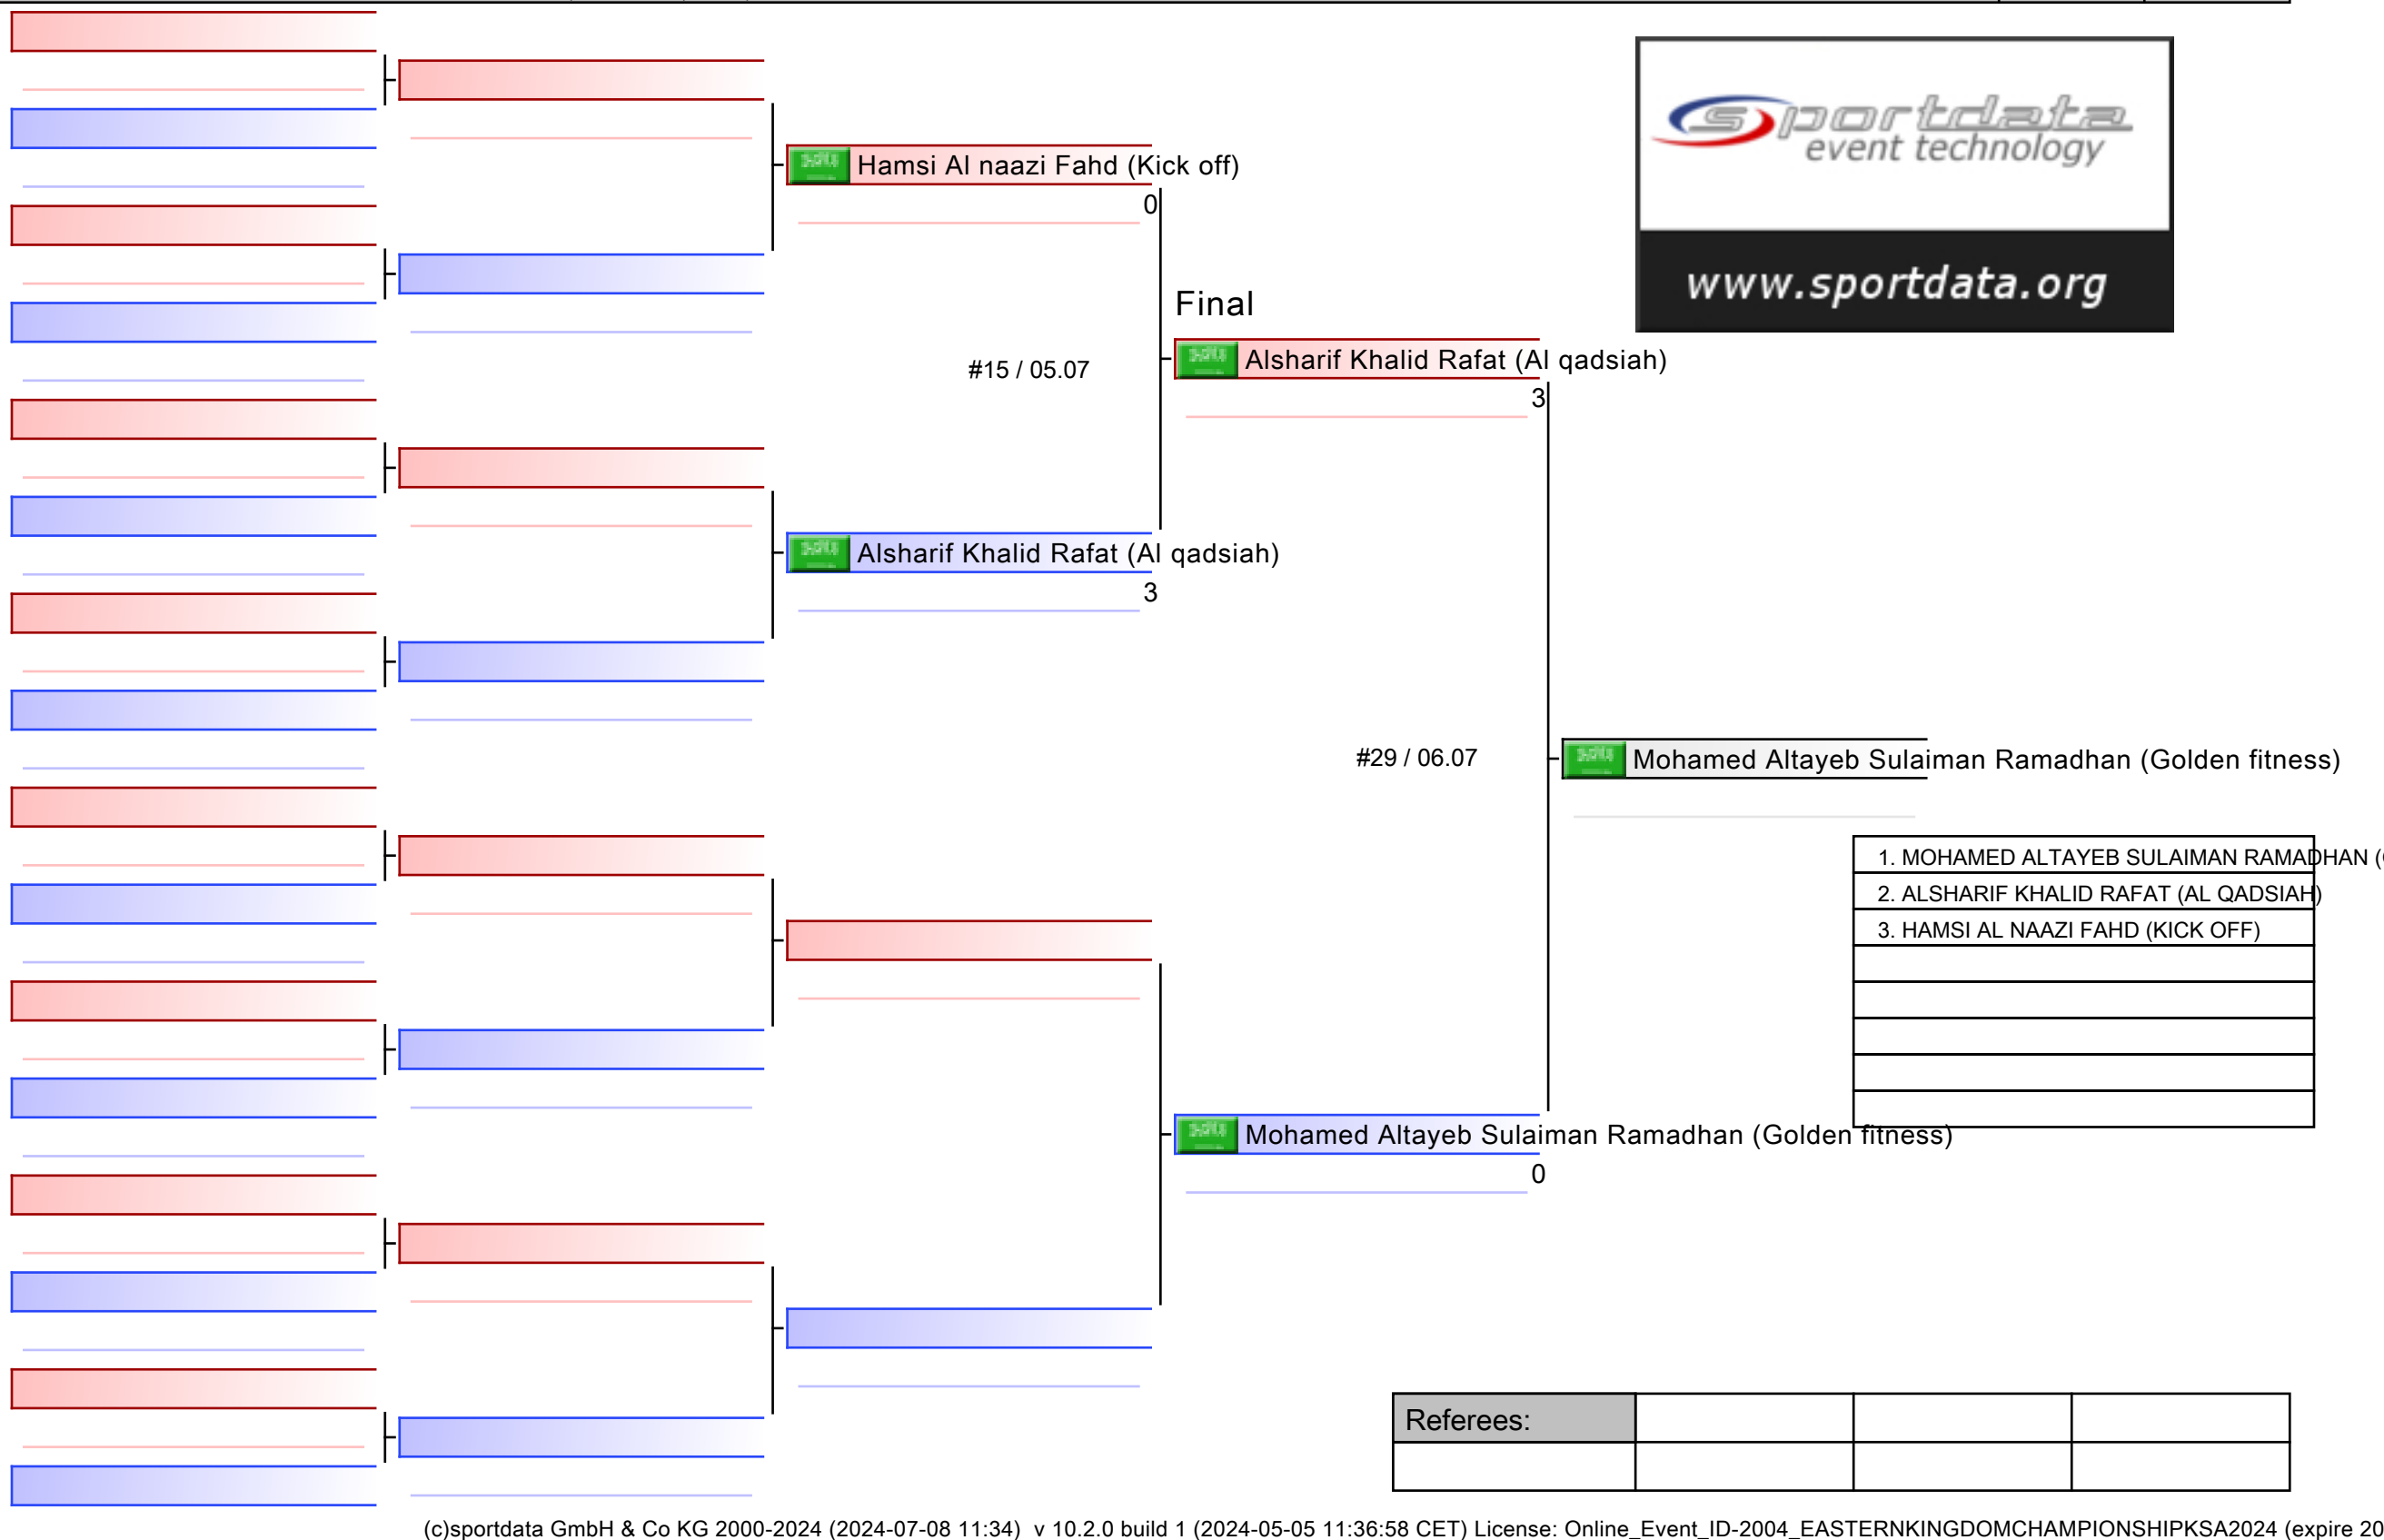 sportdata
event technology
www.sportdata.org
Hamsi Al naazi Fahd (Kick off)
0
Final
#15 / 05.07
Alsharif Khalid Rafat (Al qadsiah)
3
Alsharif Khalid Rafat (Al qadsiah)
3
#29 / 06.07
Mohamed Altayeb Sulaiman Ramadhan (Golden fitness)
1. MOHAMED ALTAYEB SULAIMAN RAMADHAN (
2. ALSHARIF KHALID RAFAT (AL QADSIAH)
3. HAMSI AL NAAZI FAHD (KICK OFF)
Mohamed Altayeb Sulaiman Ramadhan (Golden fitness)
0
Referees:
(c)sportdata GmbH & Co KG 2000-2024 (2024-07-08 11:34) v 10.2.0 build 1 (2024-05-05 11:36:58 CET) License: Online_Event_ID-2004_EASTERNKINGDOMCHAMPIONSHIPKSA2024 (expire 20